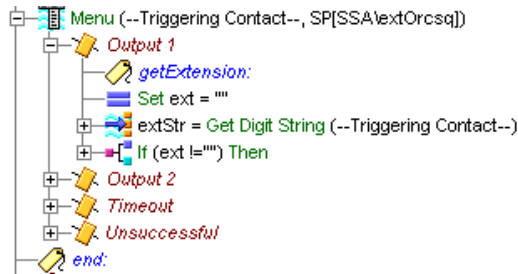 Menu (--Triggering Contact--, SP[SSA\extOrcsq])
Output 1
getExtension:
Set ext = ""
extStr = Get Digit String (--Triggering Contact--)
If (ext !="") Then
Output 2
Timeout
Unsuccessful
end: